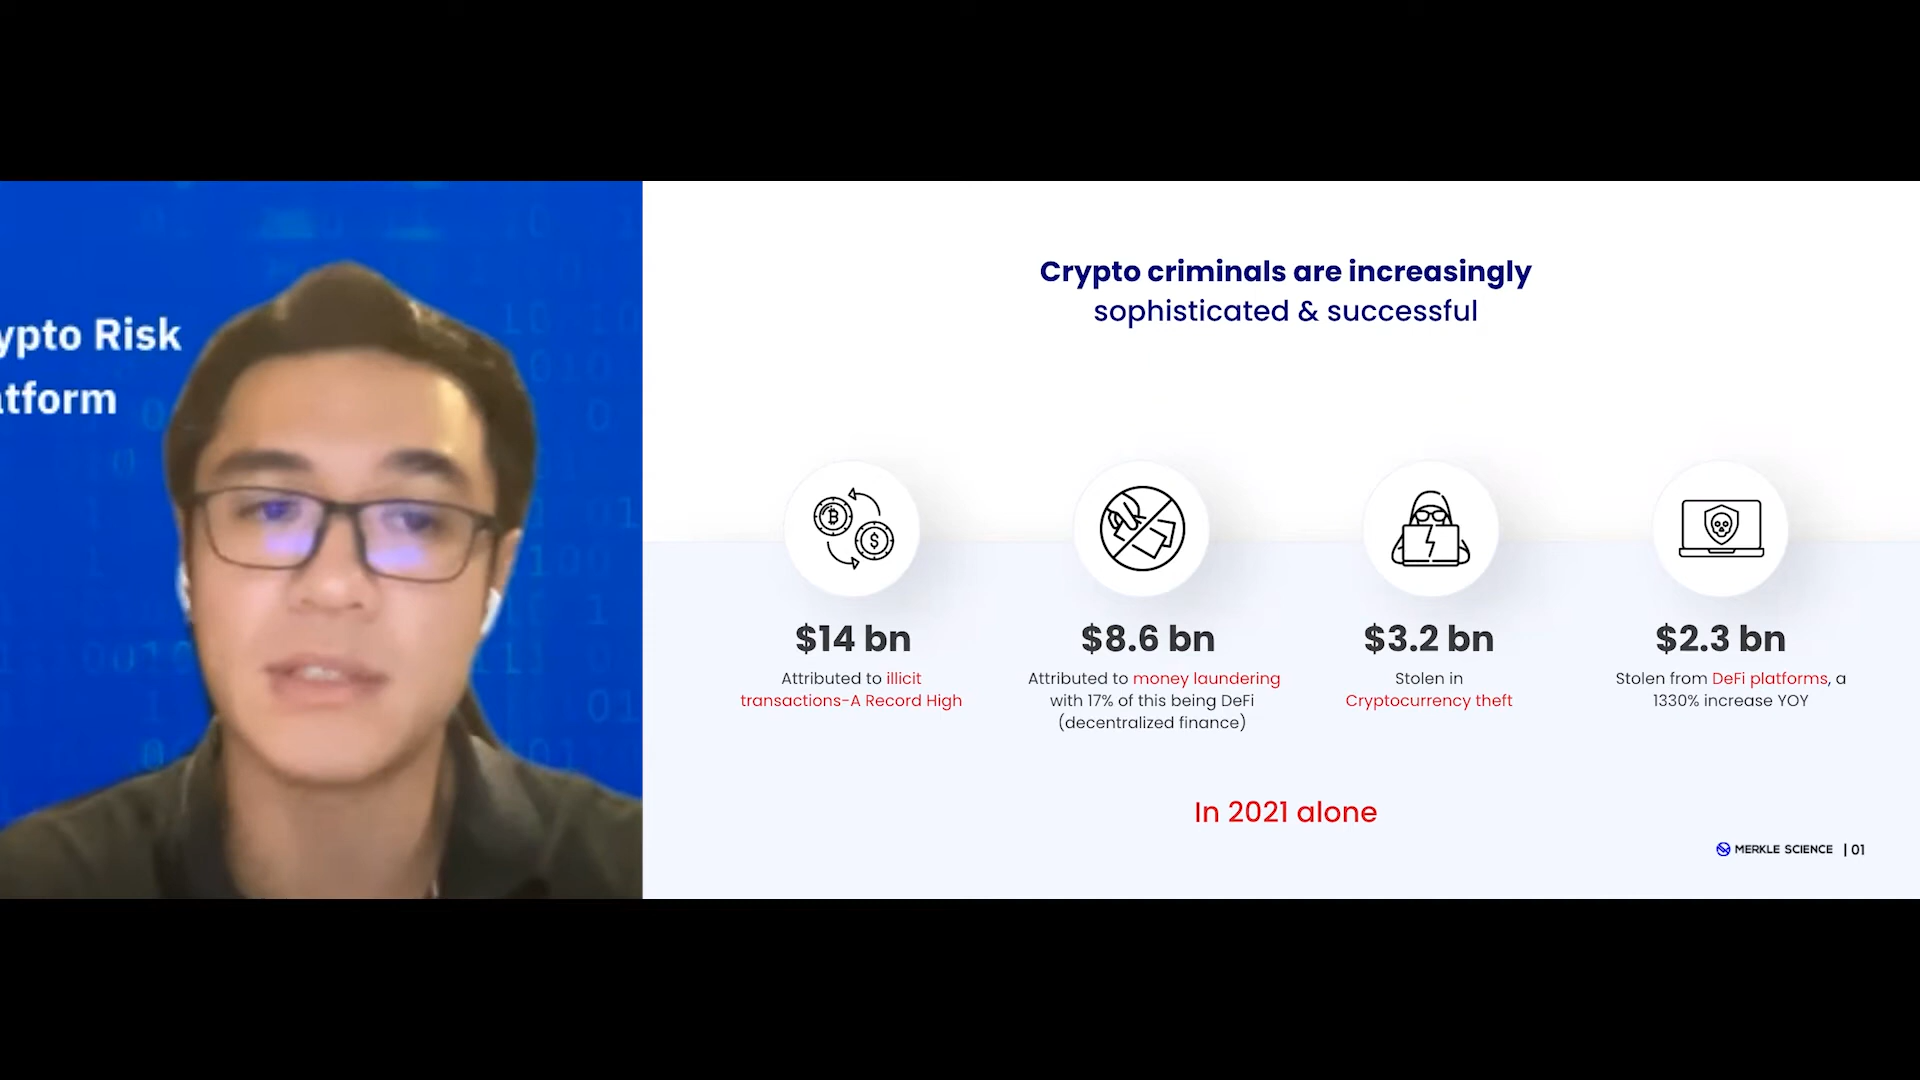 ypto Risk
tform
Crypto criminals are increasingly
sophisticated & successful
$14 bn
Attributed to illicit
transactions-A Record High
$8.6 bn
Attributed to money laundering
with 17% of this being DeFi
(decentralized finance)
$3.2 bn
Stolen in
Cryptocurrency theft
$2.3 bn
Stolen from DeFi platforms, a
1330% increase YOY
In 2021 alone
MERKLE SCIENCE | 01